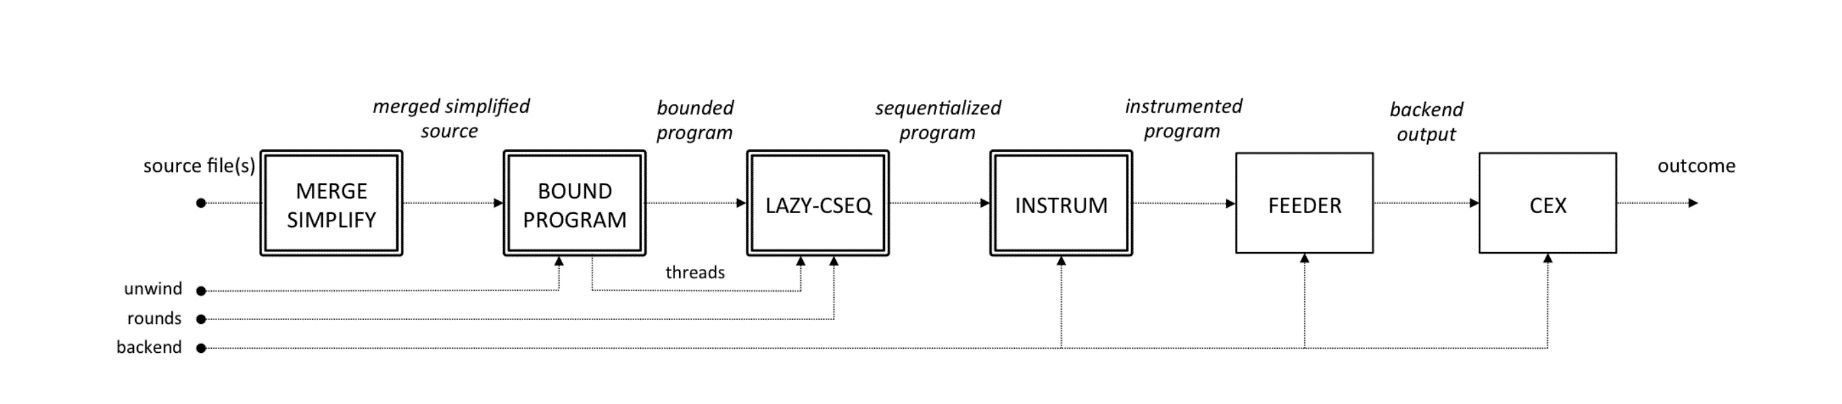 merged simplified
source
bounded
program
sequentialized
program
instrumented
program
backend
output
source file(s)
outcome
MERGE
SIMPLIFY
BOUND
PROGRAM
LAZY-CSEQ
INSTRUM
FEEDER
CEX
threads
unwind
rounds
backend